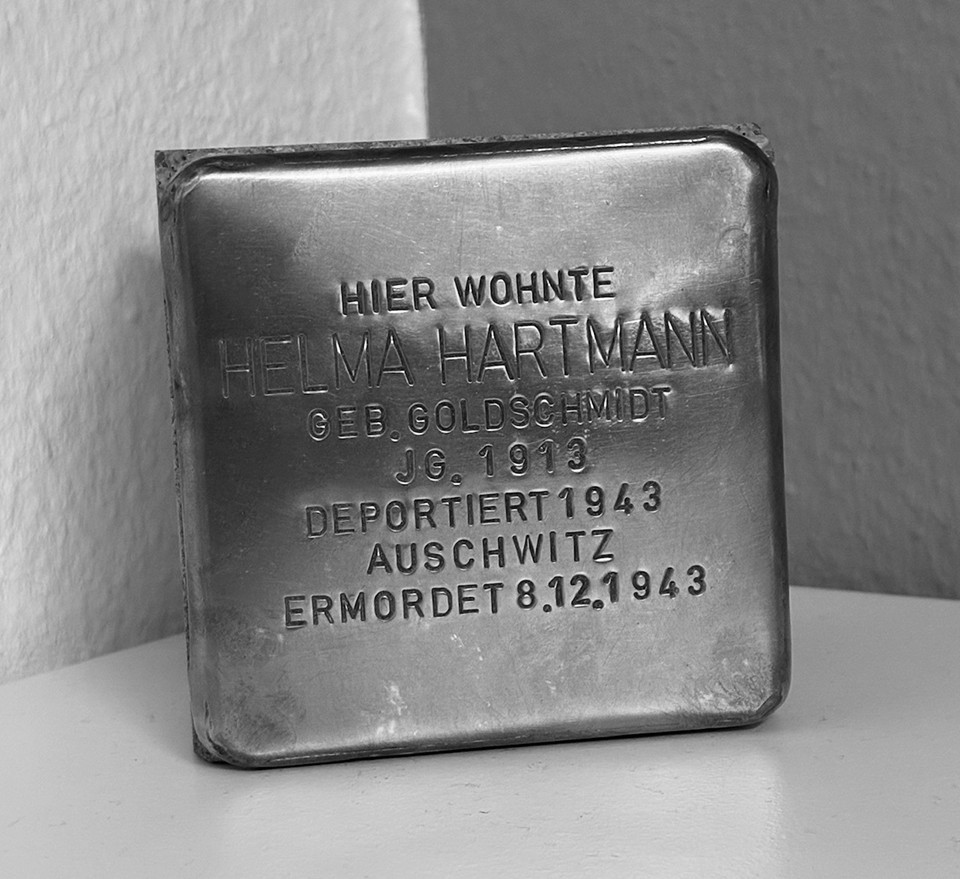 HIER WOHNTE
HELMA HARTMANN
GEB. GOLDSCHMIDT
JG. 1913
DEPORTIERT 1943
AUSCHWITZ
ERMORDET 8.12.1943